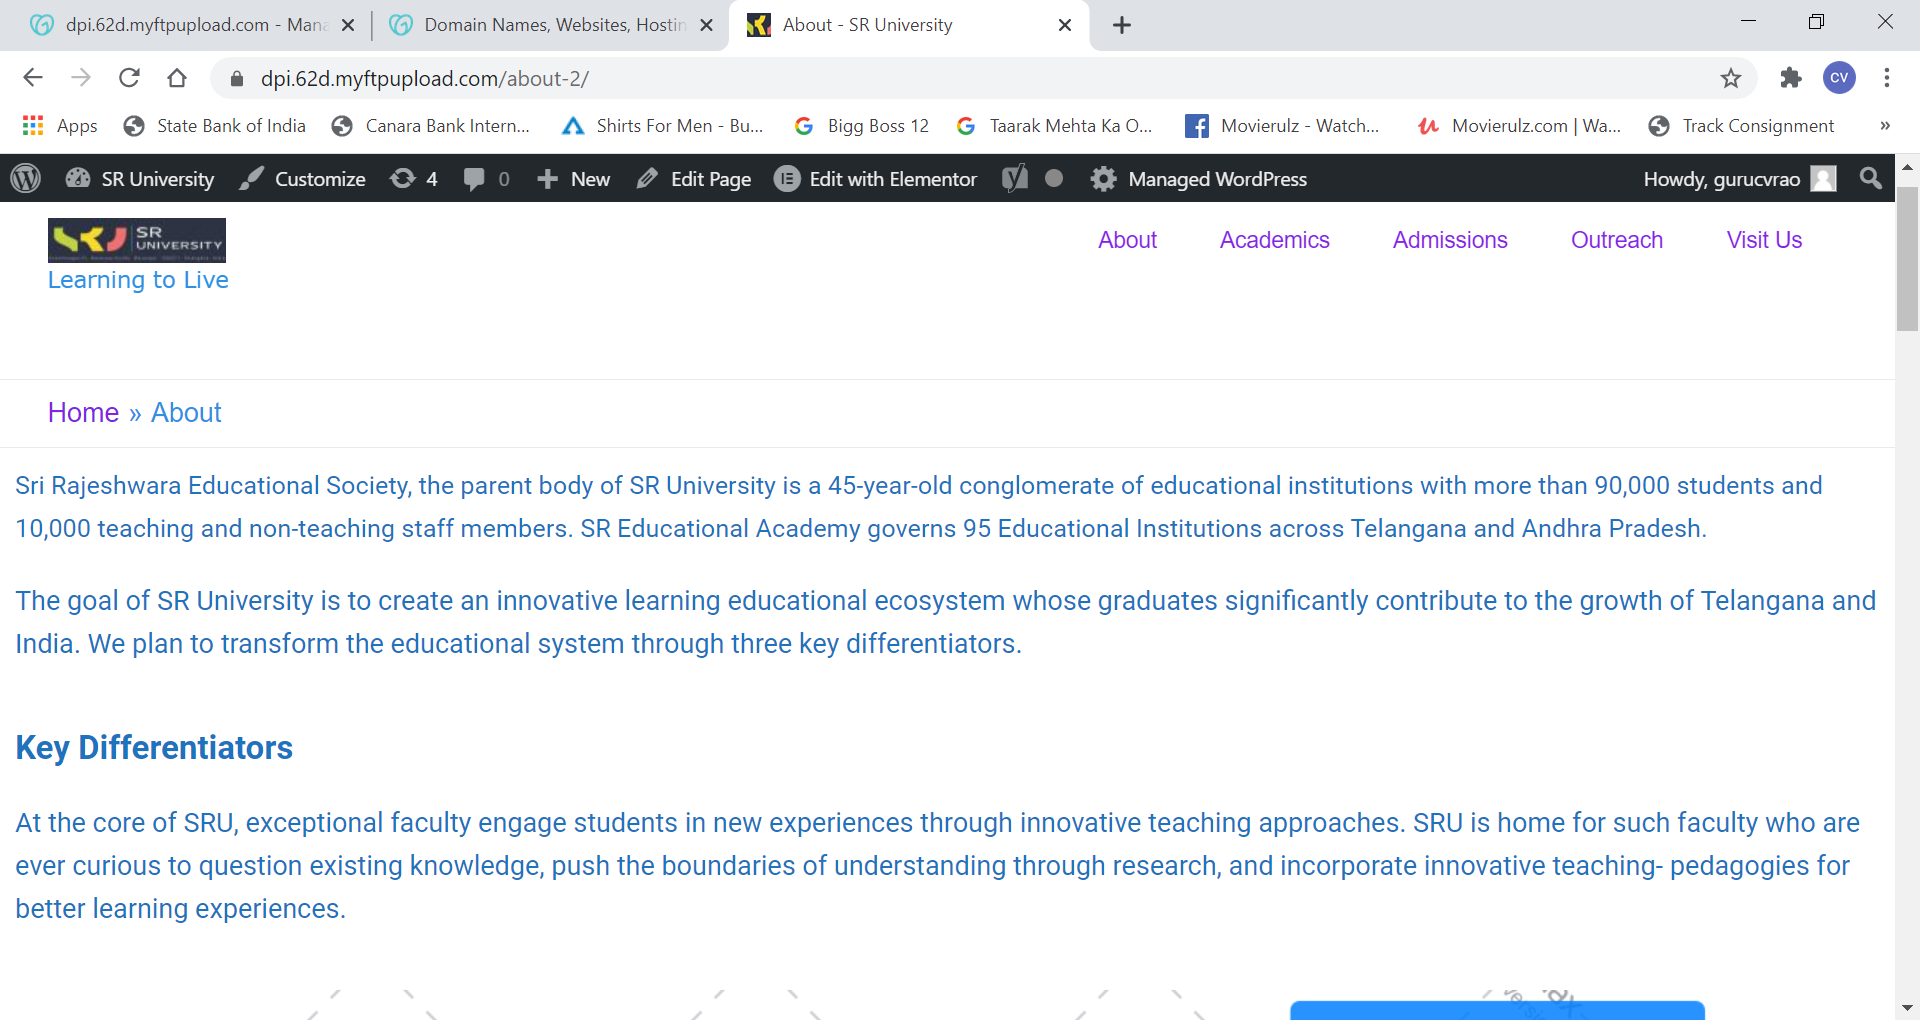 dpi.62d.myftpupload.com - Mana
Domain Names, Websites, Hostin
About - SR University
dpi.62d.myftpupload.com/about-2/
CV
Apps
State Bank of India
Canara Bank Intern...
Shirts For Men - Bu...
Bigg Boss 12
Taarak Mehta Ka O...
Movierulz - Watch...
Movierulz.com | Wa...
Track Consignment
»
SR University
Customize
4
0
New
Edit Page
Edit with Elementor
Managed WordPress
Howdy, gurucvrao
SR
UNIVERSITY
Learning to Live
About
Academics
Admissions
Outreach
Visit Us
Home » About
Sri Rajeshwara Educational Society, the parent body of SR University is a 45-year-old conglomerate of educational institutions with more than 90,000 students and
10,000 teaching and non-teaching staff members. SR Educational Academy governs 95 Educational Institutions across Telangana and Andhra Pradesh.
The goal of SR University is to create an innovative learning educational ecosystem whose graduates significantly contribute to the growth of Telangana and
India. We plan to transform the educational system through three key differentiators.
Key Differentiators
At the core of SRU, exceptional faculty engage students in new experiences through innovative teaching approaches. SRU is home for such faculty who are
ever curious to question existing knowledge, push the boundaries of understanding through research, and incorporate innovative teaching- pedagogies for
better learning experiences.